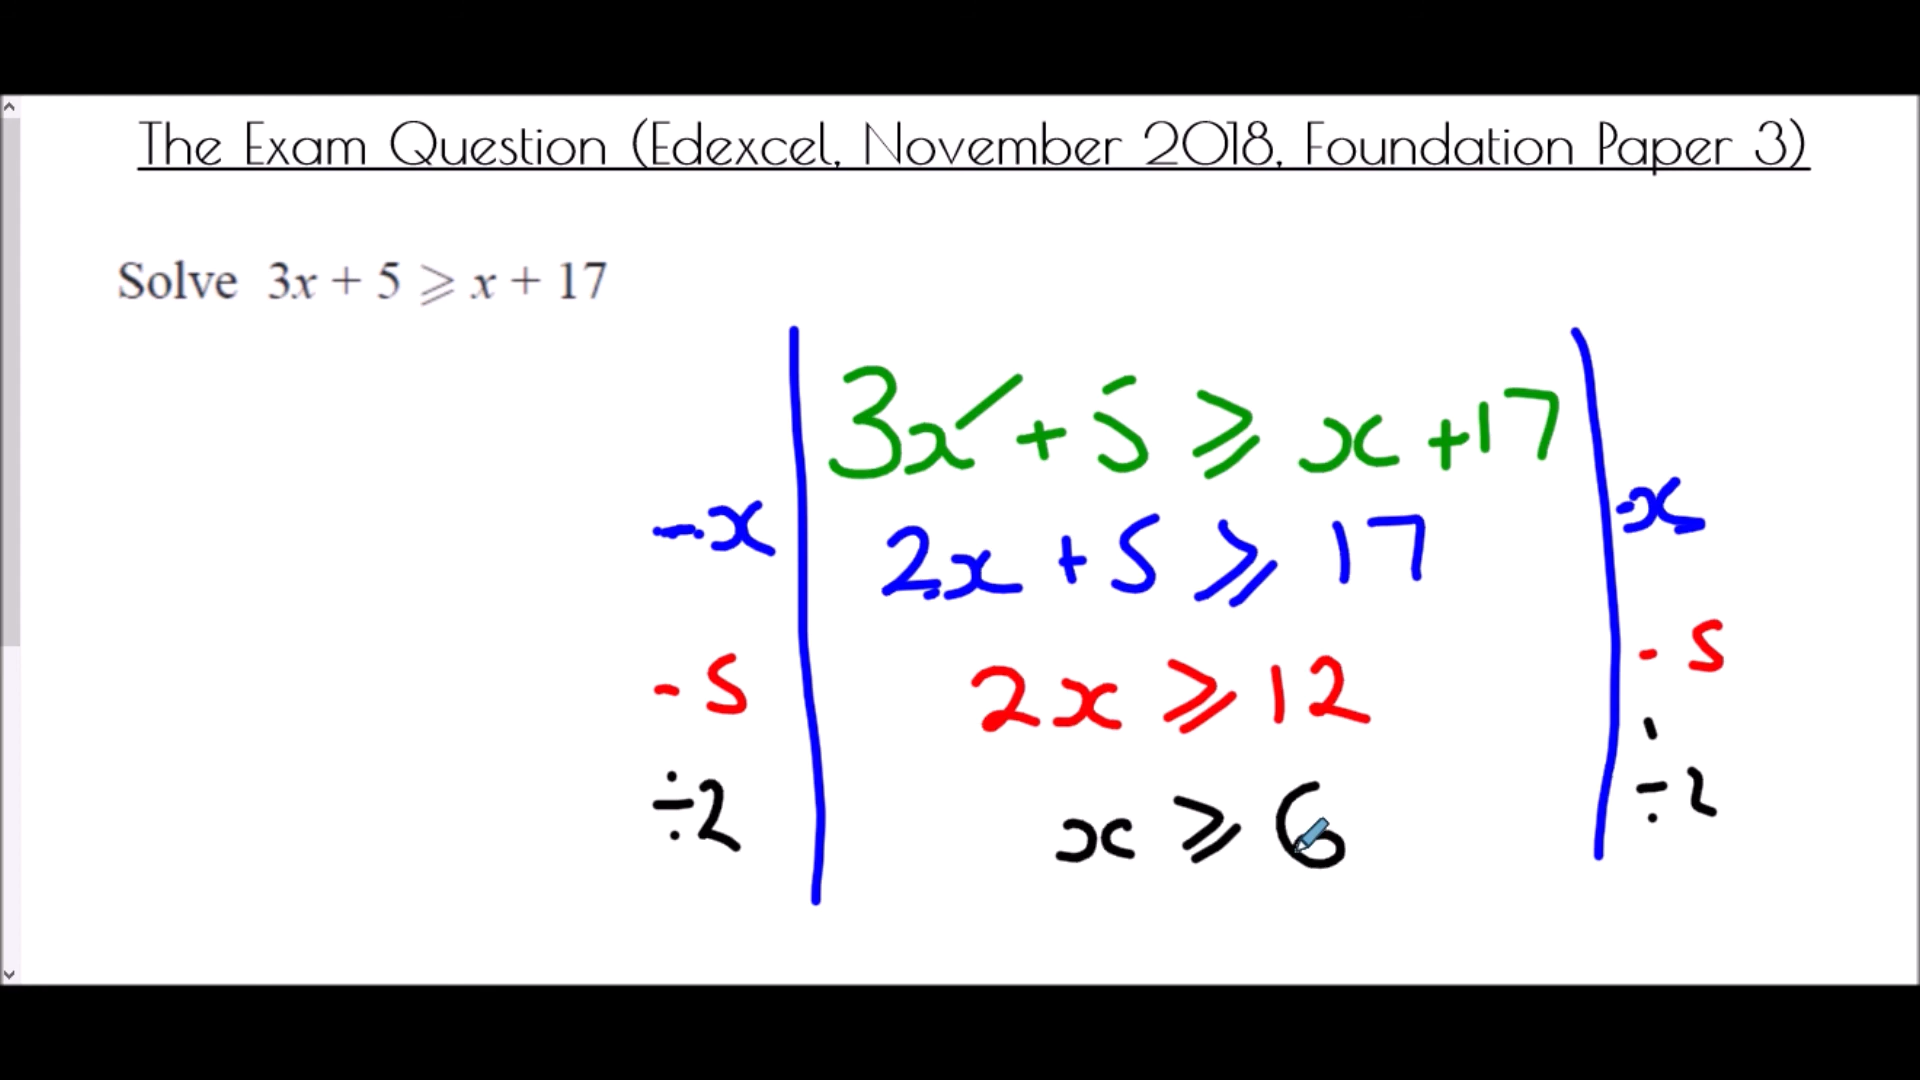 The Exam Question (Edexcel, November 2018, Foundation Paper 3)
Solve 3x + 5 ⩾ x + 17
3x + 5 ⩾ x + 17
-x 2x + 5 ⩾ 17 -x
-5 2x ⩾ 12 -5
÷2 x ⩾ 6 ÷2